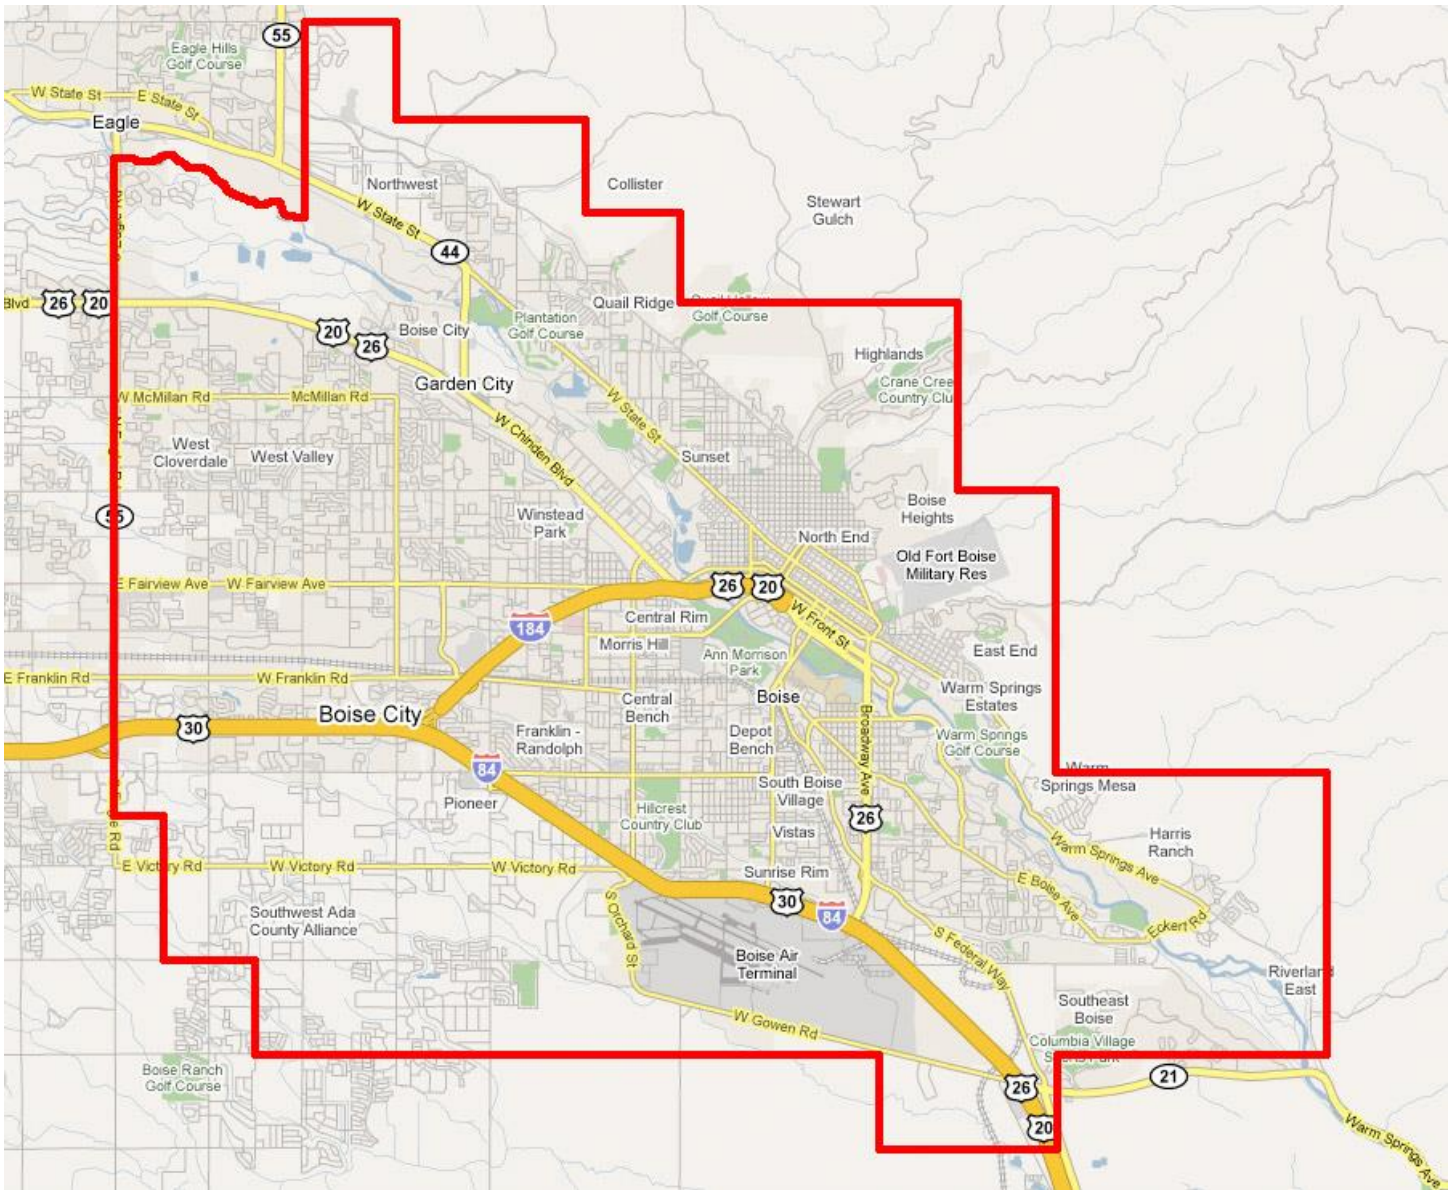 55
Eagle Hills
Golf Course
W State St
E State St
Eagle
Northwest
Collister
Stewart
Gulch
W State St
44
Blvd
26
20
20
26
Boise City
Plantation
Golf Course
Quail Ridge
Golf Course
Highlands
Crane Cree
Country Clu
Garden City
W McMillan Rd
McMillan Rd
W State St
West
Cloverdale
West Valley
W Chinden Blvd
Sunset
55
Winstead
Park
Boise
Heights
North End
Old Fort Boise
Military Res
E Fairview Ave
W Fairview Ave
26
20
184
Central Rim
W Front St
Morris Hill
Ann Morrison
Park
East End
E Franklin Rd
W Franklin Rd
Central
Bench
Boise
Warm Springs
Estates
Boise City
30
Franklin -
Randolph
Depot
Bench
Broadway Ave
Warm Springs
Golf Course
84
Pioneer
South Boise
Village
Warm
Springs Mesa
Hillcrest
Country Club
26
Vistas
Harris
Ranch
E Victory Rd
W Victory Rd
W Victory Rd
Sunrise Rim
Warm Springs Ave
E Boise Ave
30
84
Eckert Rd
Southwest Ada
County Alliance
S Orchard St
Boise Air
Terminal
S Federal Way
Riverland
East
Southeast
Boise
W Gowen Rd
Columbia Village
Boise Ranch
Golf Course
26
21
20
Warm Springs Ave